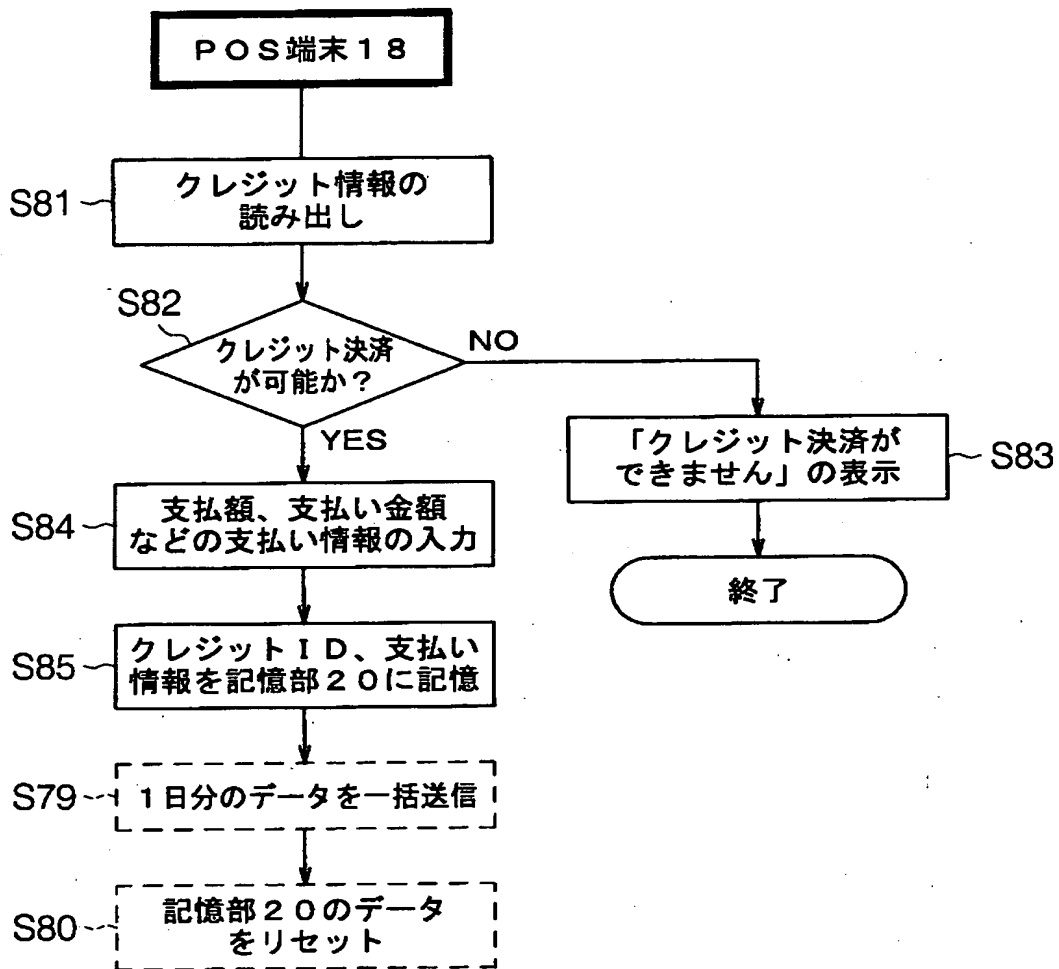 POS端末18
S81
クレジット情報の
読み出し
S82
クレジット決済
が可能か?
NO
YES
「クレジット決済が
できません」の表示
S83
S84
支払額、支払い金額
などの支払い情報の入力
終了
S85
クレジットID、支払い
情報を記憶部20に記憶
S79
1日分のデータを一括送信
S80
記憶部20のデータ
をリセット